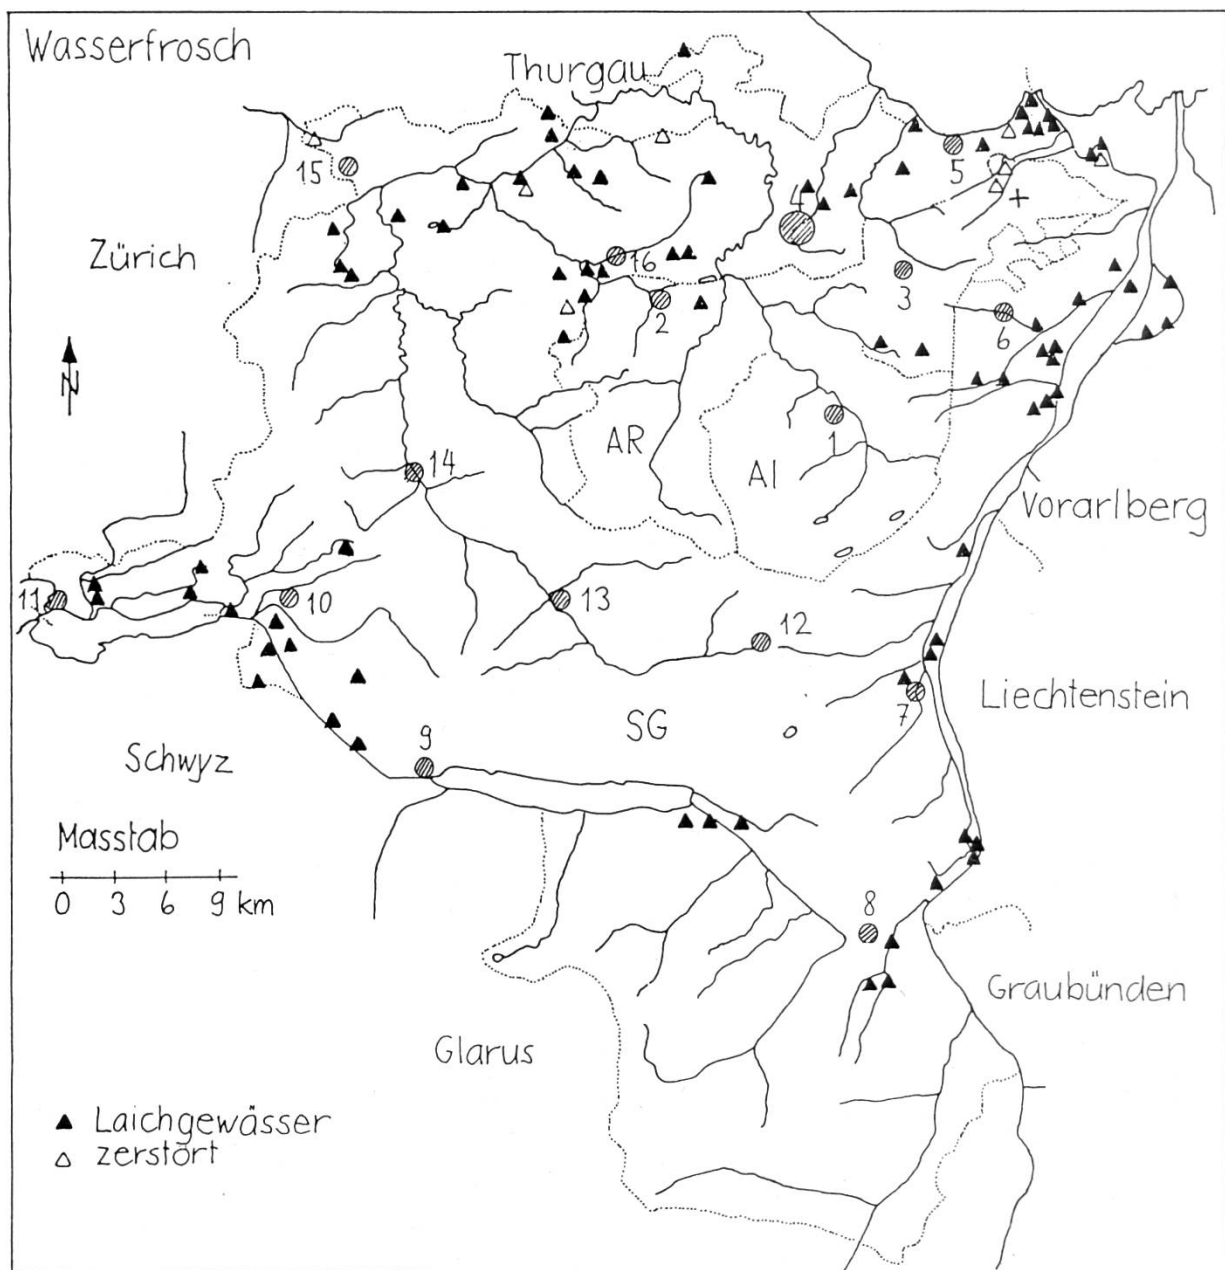 Wasserfrosch
Thurgau
15
5
4
Zürich
16
3
2
6
N
1
AR
AI
14
Vorarlberg
11
10
13
12
Liechtenstein
7
SG
9
Schwyz
Masstab
0 3 6 9 km
8
Graubünden
Glarus
Laichgewässer
zerstört